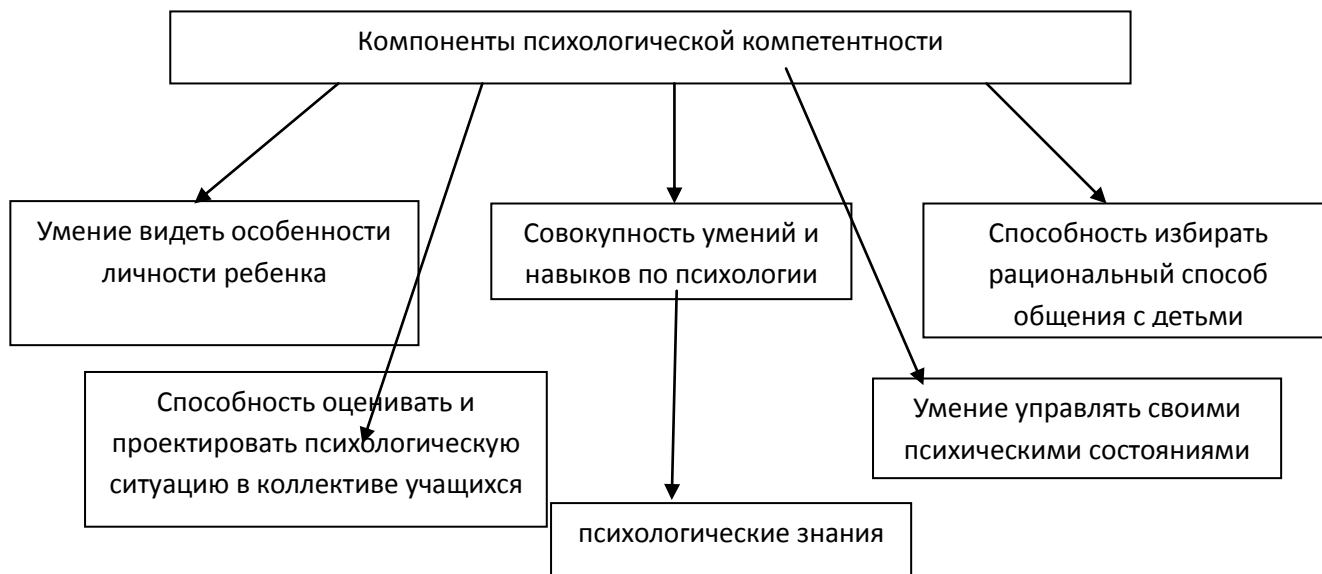 Компоненты психологической компетентности
Умение видеть особенности
личности ребенка
Совокупность умений и
навыков по психологии
Способность избирать
рациональный способ
общения с детьми
Способность оценивать и
проектировать психологическую
ситуацию в коллективе учащихся
Умение управлять своими
психическими состояниями
психологические знания